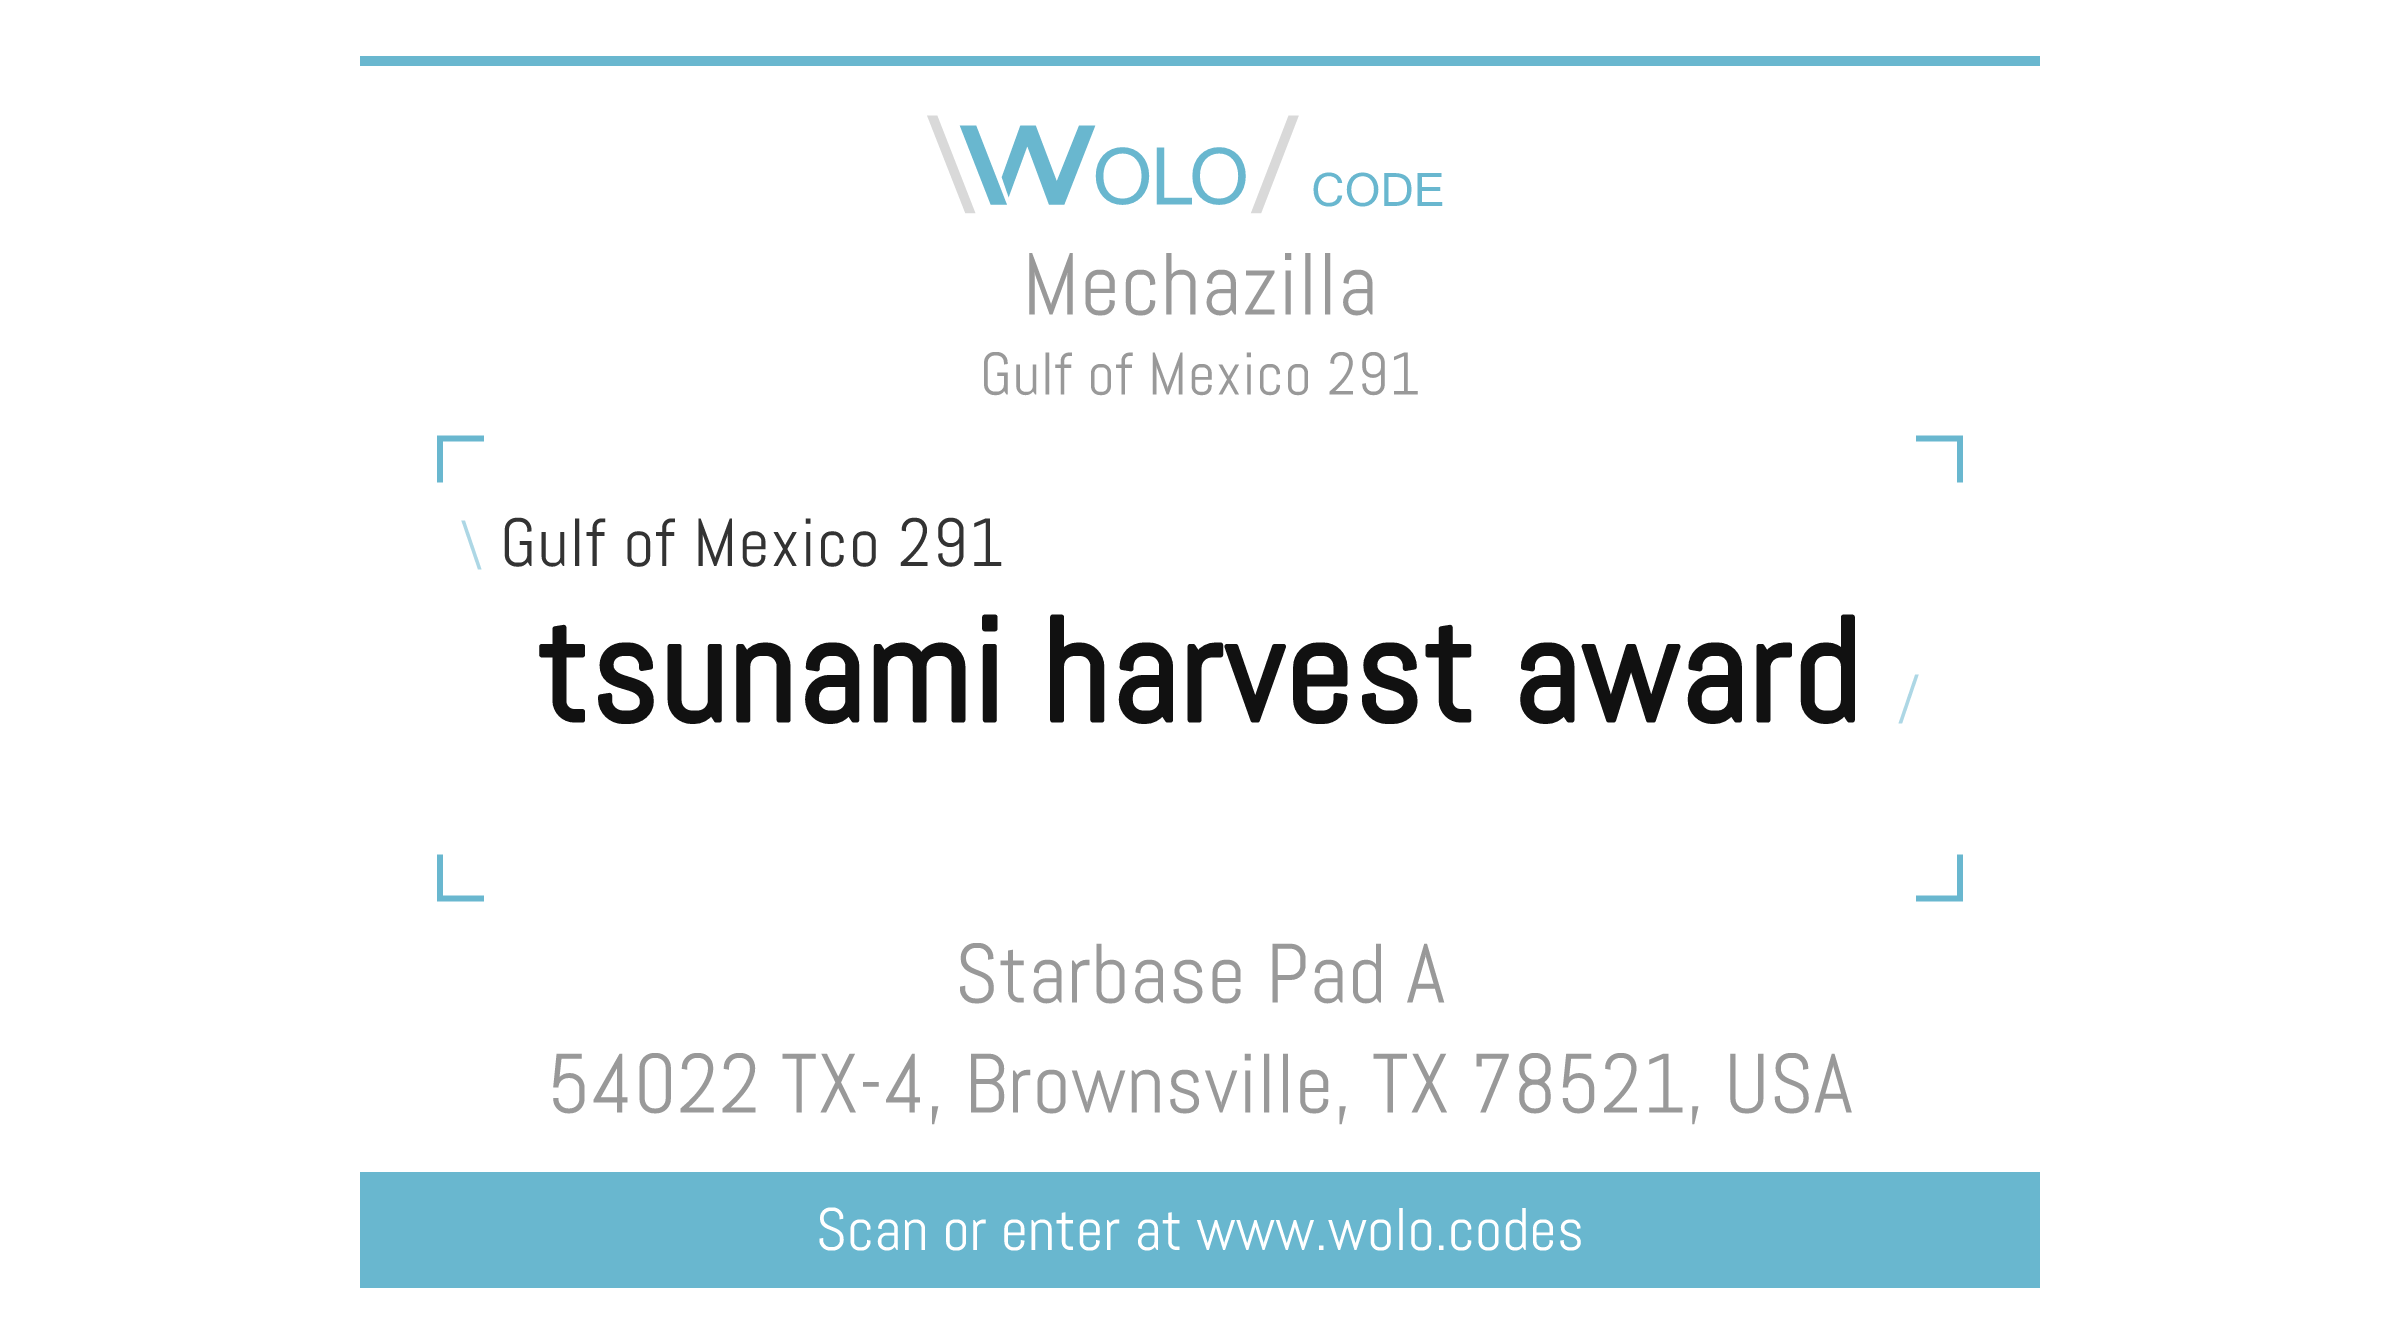 \WOLO/ CODE
Mechazilla
Gulf of Mexico 291
\ Gulf of Mexico 291
tsunami harvest award /
Starbase Pad A
54022 TX-4, Brownsville, TX 78521, USA
Scan or enter at www.wolo.codes